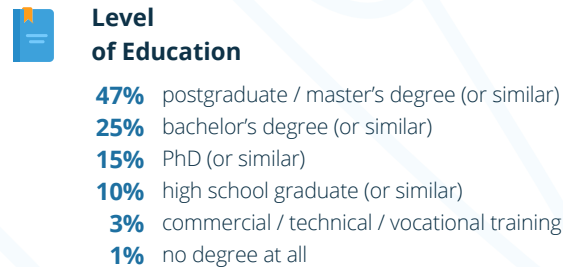 Level
of Education
47% postgraduate / master’s degree (or similar)
25% bachelor’s degree (or similar)
15% PhD (or similar)
10% high school graduate (or similar)
3% commercial / technical / vocational training
1% no degree at all